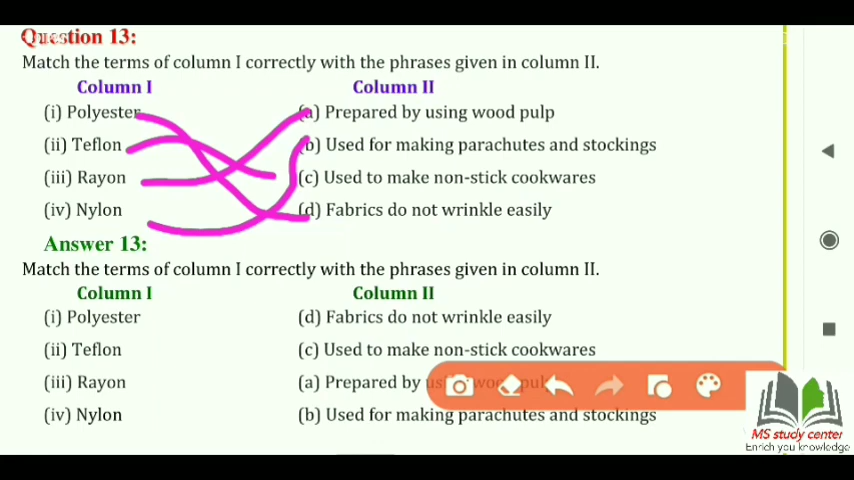 Question 13:
Match the terms of column I correctly with the phrases given in column II.
Column I Column II
(i) Polyester (a) Prepared by using wood pulp
(ii) Teflon (b) Used for making parachutes and stockings
(iii) Rayon (c) Used to make non-stick cookwares
(iv) Nylon (d) Fabrics do not wrinkle easily
Answer 13:
Match the terms of column I correctly with the phrases given in column II.
Column I Column II
(i) Polyester (d) Fabrics do not wrinkle easily
(ii) Teflon (c) Used to make non-stick cookwares
(iii) Rayon (a) Prepared by using wood pulp
(iv) Nylon (b) Used for making parachutes and stockings
MS study center
Enrich you knowledge